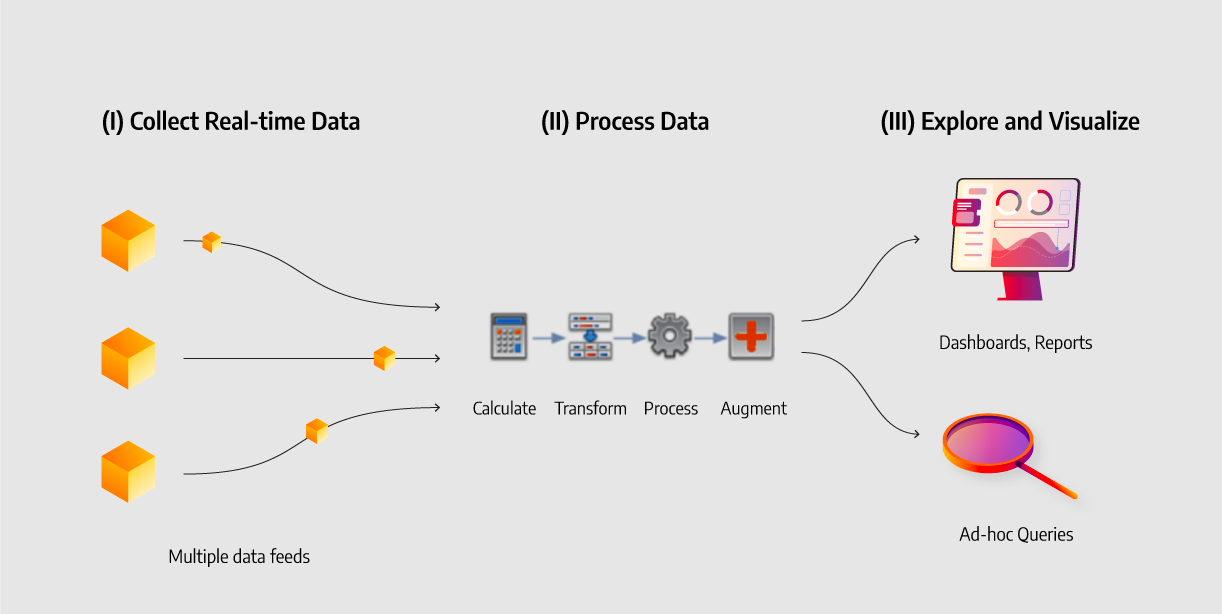 (I) Collect Real-time Data
(II) Process Data
(III) Explore and Visualize
Dashboards, Reports
Calculate
Transform
Process
Augment
Ad-hoc Queries
Multiple data feeds